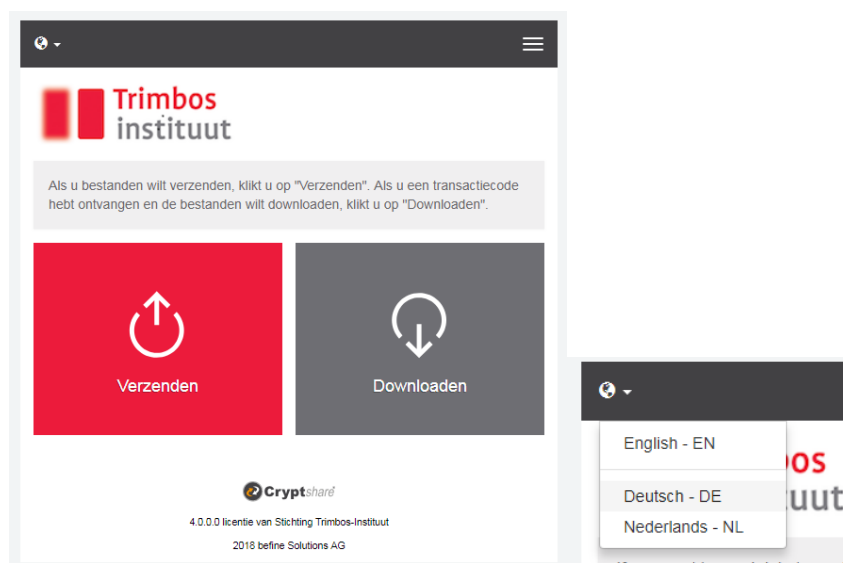 Trimbos
instituut
Als u bestanden wilt verzenden, klikt u op "Verzenden". Als u een transactiecode
hebt ontvangen en de bestanden wilt downloaden, klikt u op "Downloaden".
Verzenden
Downloaden
Cryptshare
4.0.0.0 licentie van Stichting Trimbos-Instituut
2018 befine Solutions AG
English - EN
Deutsch - DE
Nederlands - NL
os
uut